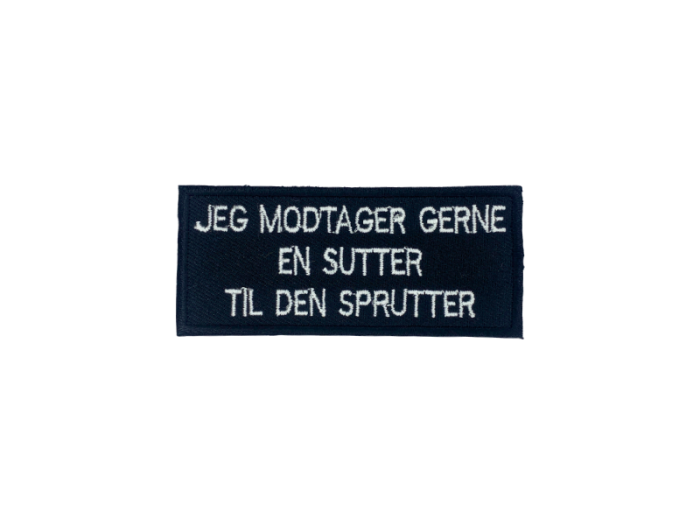 JEG MODTAGER GERNE
EN SUTTER
TIL DEN SPRUTTER